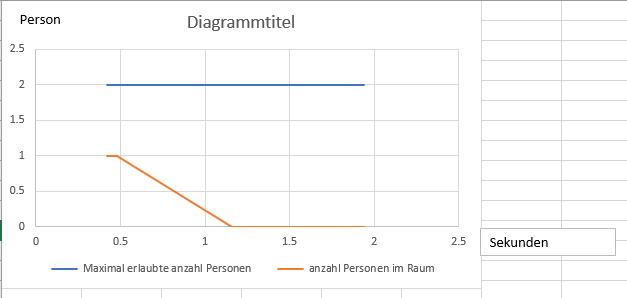 Person
Diagrammtitel
2.5
2
1.5
1
0.5
0
0 0.5 1 1.5 2 2.5
Sekunden
Maximal erlaubte anzahl Personen anzahl Personen im Raum